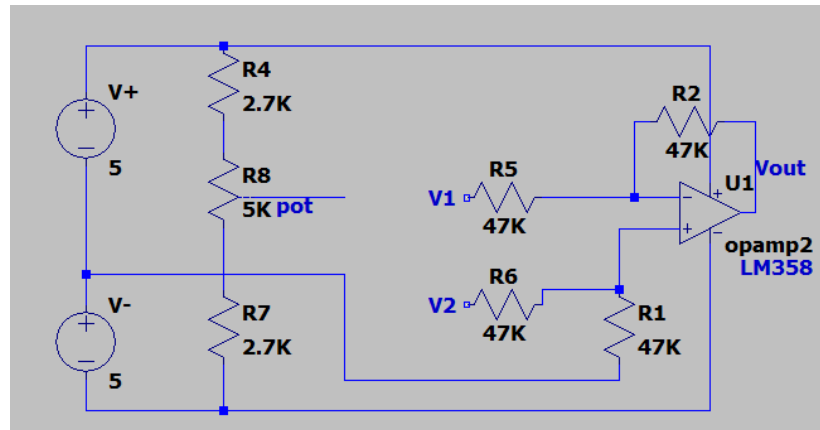 V+
5
R4
2.7K
R8
5K pot
R7
2.7K
V-
5
V1
R5
47K
V2
R6
47K
R2
47K
Vout
U1
opamp2
LM358
R1
47K